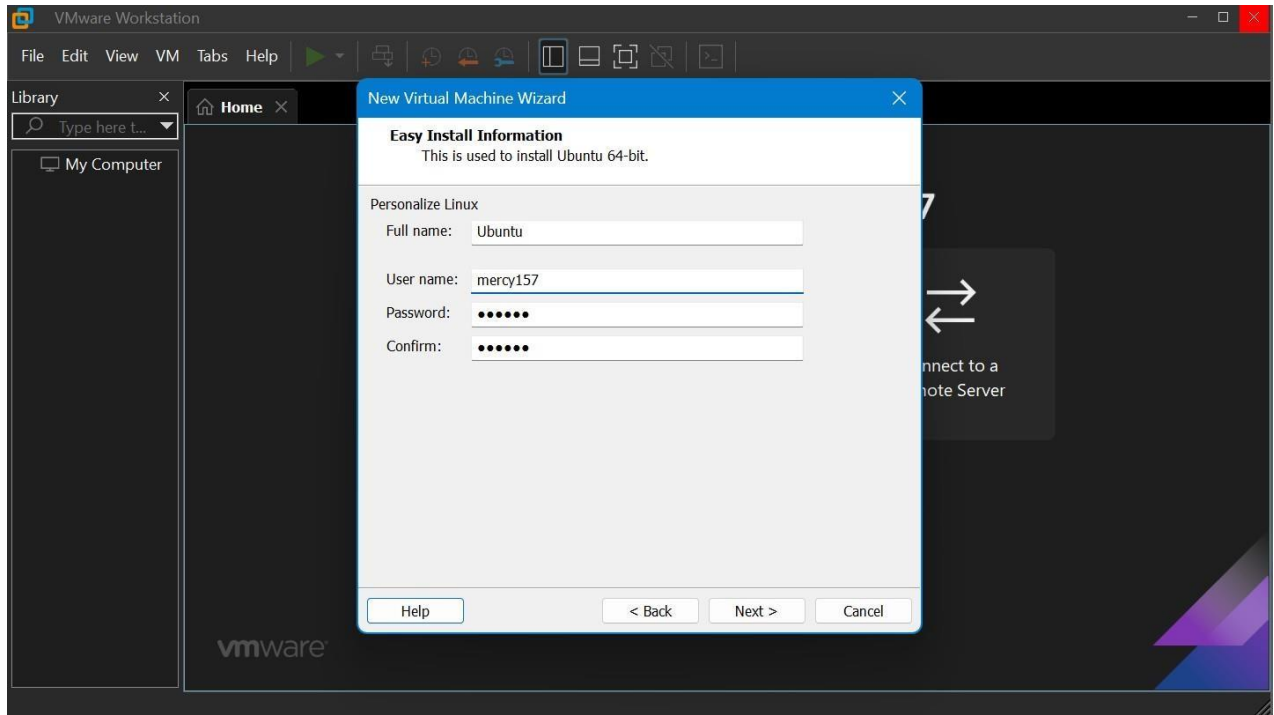 VMware Workstation
File Edit View VM Tabs Help
Library
Type here t...
Home
My Computer
New Virtual Machine Wizard
Easy Install Information
This is used to install Ubuntu 64-bit.
Personalize Linux
Full name: Ubuntu
User name: mercy157
Password: ●●●●●●
Confirm: ●●●●●●
7
nnect to a
note Server
Help < Back Next > Cancel
vmware